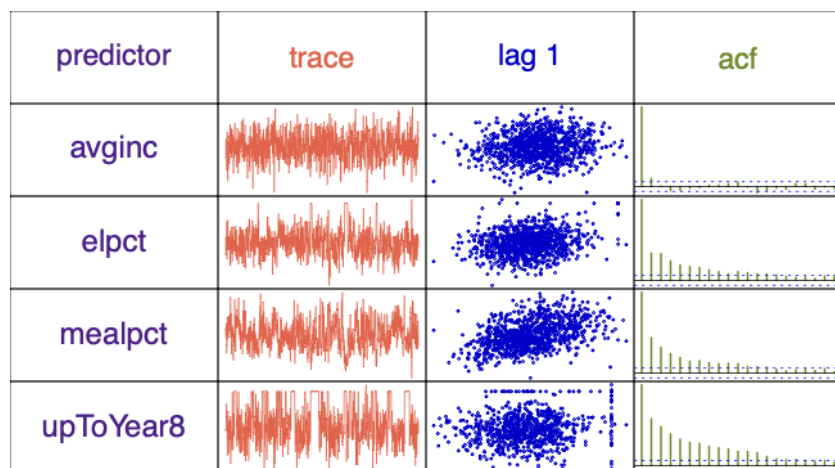 predictor trace lag 1 acf
avginc
elpct
mealpct
upToYear8